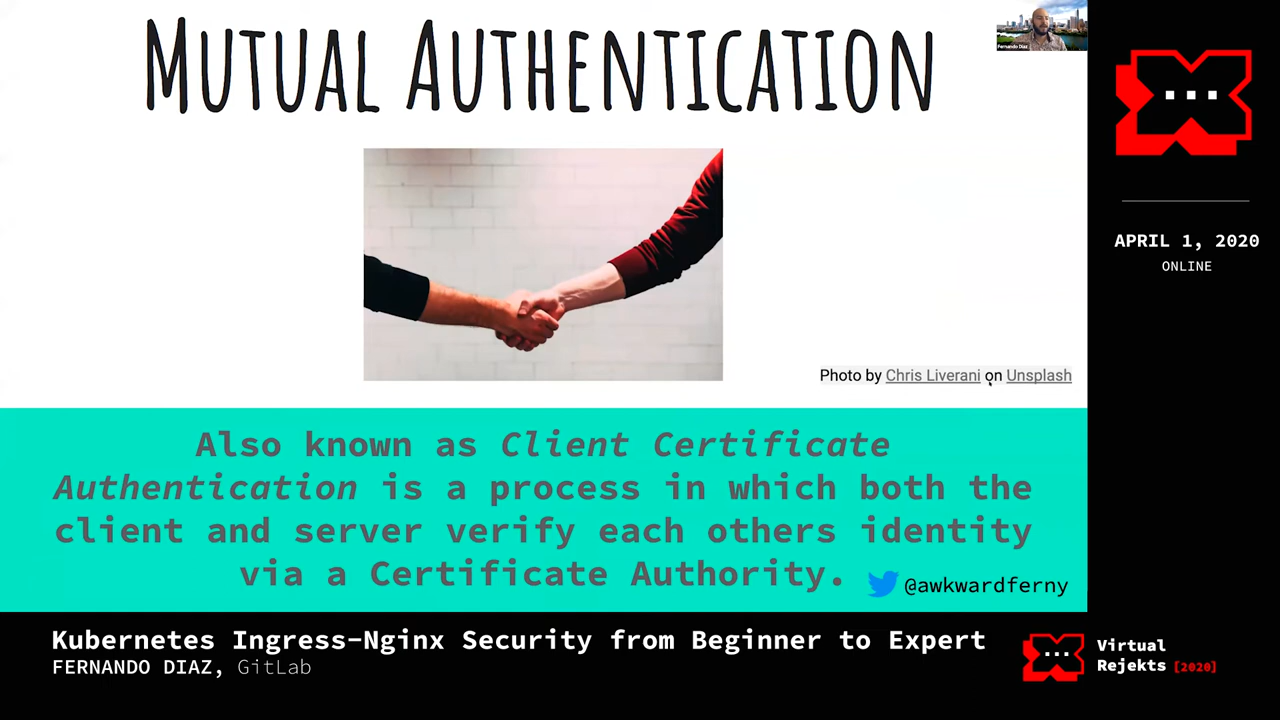 MUTUAL AUTHENTICATION
Fernando Diaz
Photo by Chris Liverani on Unsplash
Also known as Client Certificate
Authentication is a process in which both the
client and server verify each others identity
via a Certificate Authority.
@awkwardferny
APRIL 1, 2020
ONLINE
Kubernetes Ingress-Nginx Security from Beginner to Expert
FERNANDO DIAZ, GitLab
Virtual
Rejekts [2020]